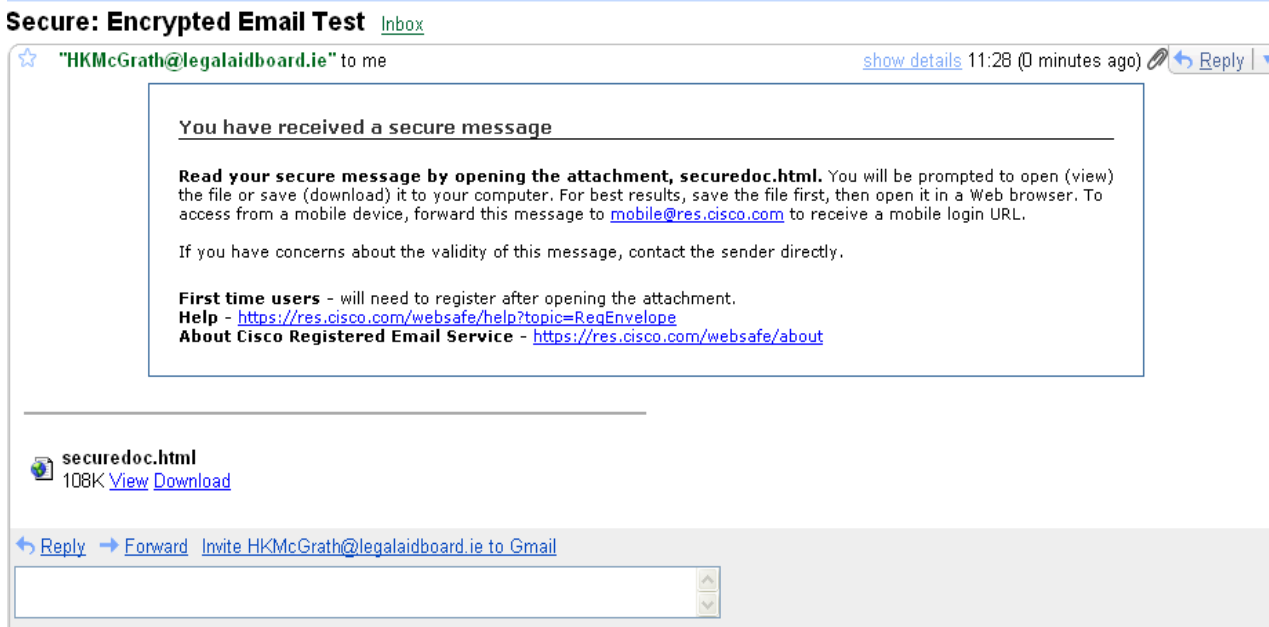 Secure: Encrypted Email Test Inbox
"HKMcGrath@legalaidboard.ie" to me show details 11:28 (0 minutes ago) Reply
You have received a secure message
Read your secure message by opening the attachment, securedoc.html. You will be prompted to open (view)
the file or save (download) it to your computer. For best results, save the file first, then open it in a Web browser. To
access from a mobile device, forward this message to mobile@res.cisco.com to receive a mobile login URL.
If you have concerns about the validity of this message, contact the sender directly.
First time users - will need to register after opening the attachment.
Help - https://res.cisco.com/websafe/help?topic=RegEnvelope
About Cisco Registered Email Service - https://res.cisco.com/websafe/about
securedoc.html
108K View Download
Reply Forward Invite HKMcGrath@legalaidboard.ie to Gmail